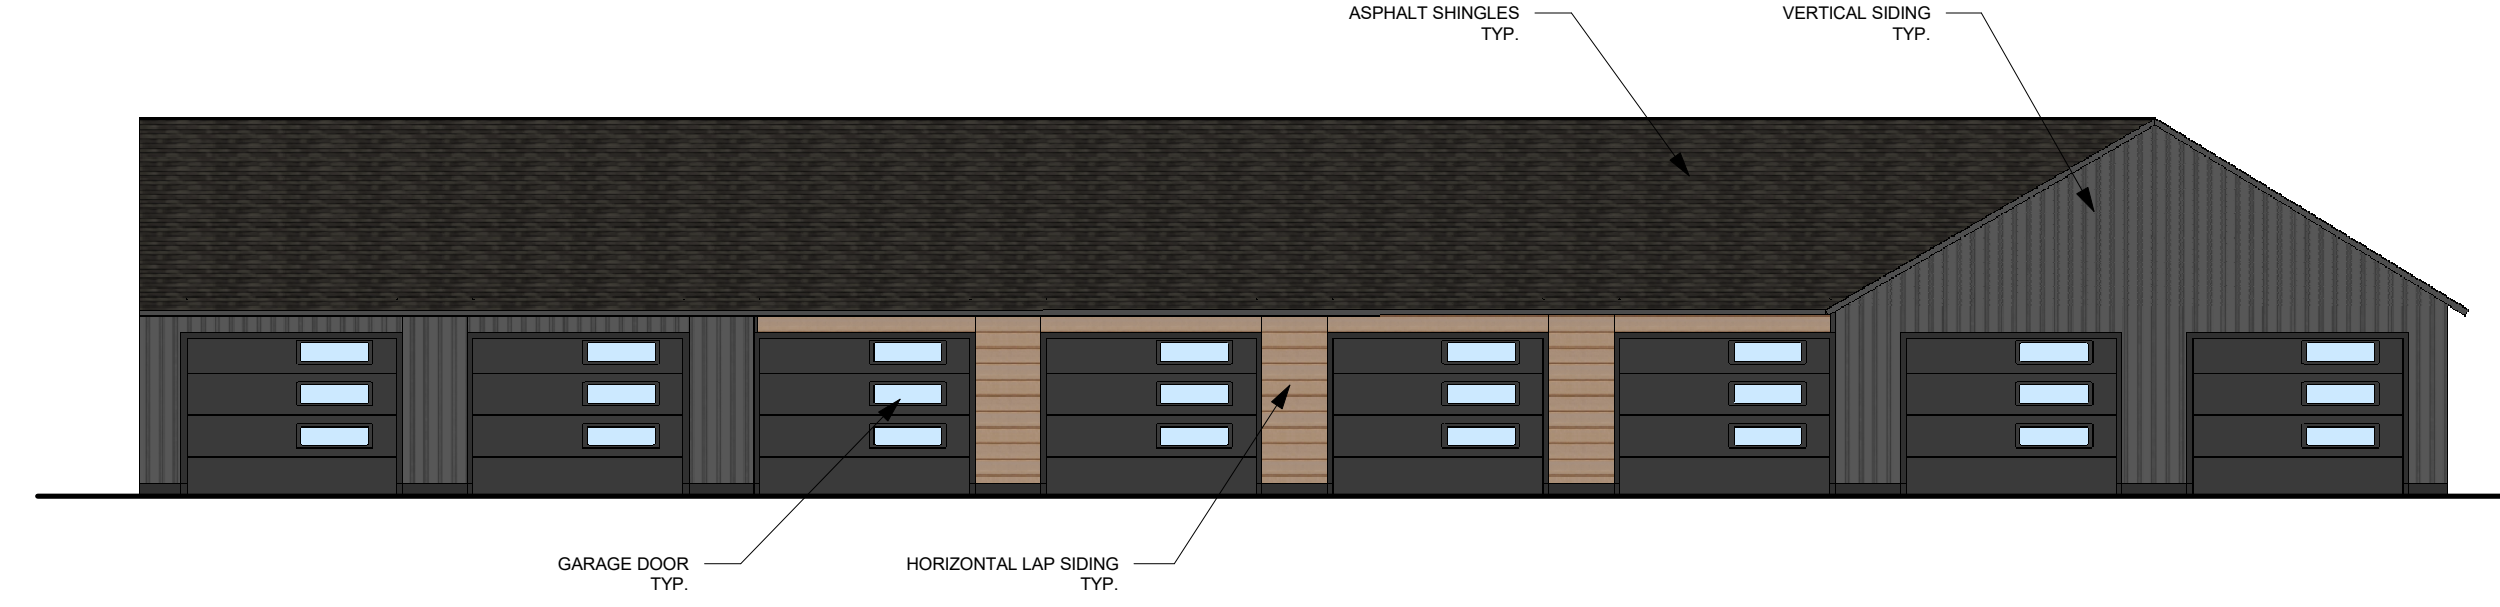 ASPHALT SHINGLES
TYP.
VERTICAL SIDING
TYP.
GARAGE DOOR
TYP.
HORIZONTAL LAP SIDING
TYP.